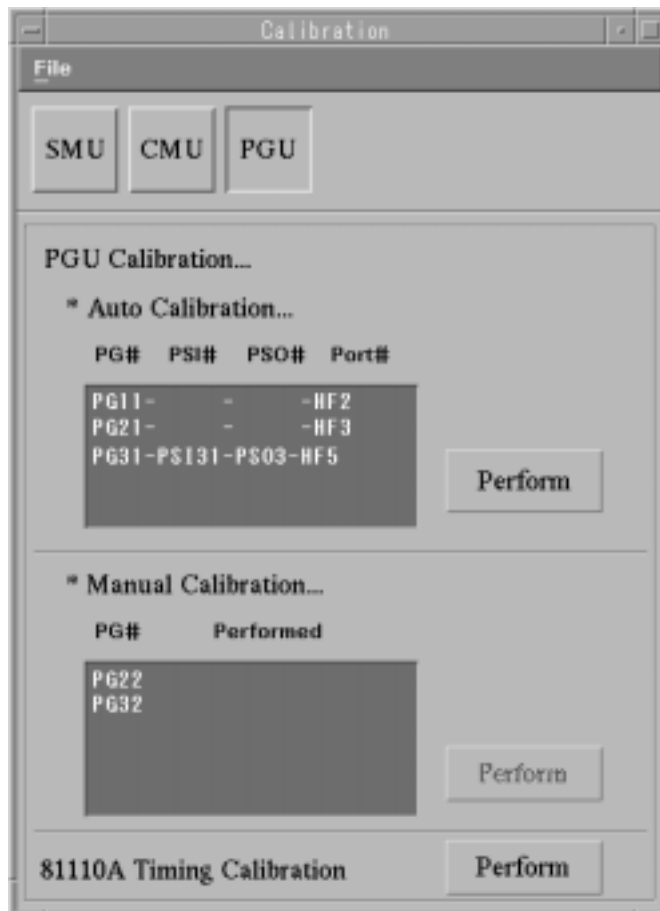 Calibration
File
SMU CMU PGU
PGU Calibration...
* Auto Calibration...
PG# PSI# PSO# Port#
PG11- - -HF2
PG21- - -HF3
PG31-PSI31-PSO3-HF5
Perform
* Manual Calibration...
PG# Performed
PG22
PG32
Perform
81110A Timing Calibration Perform